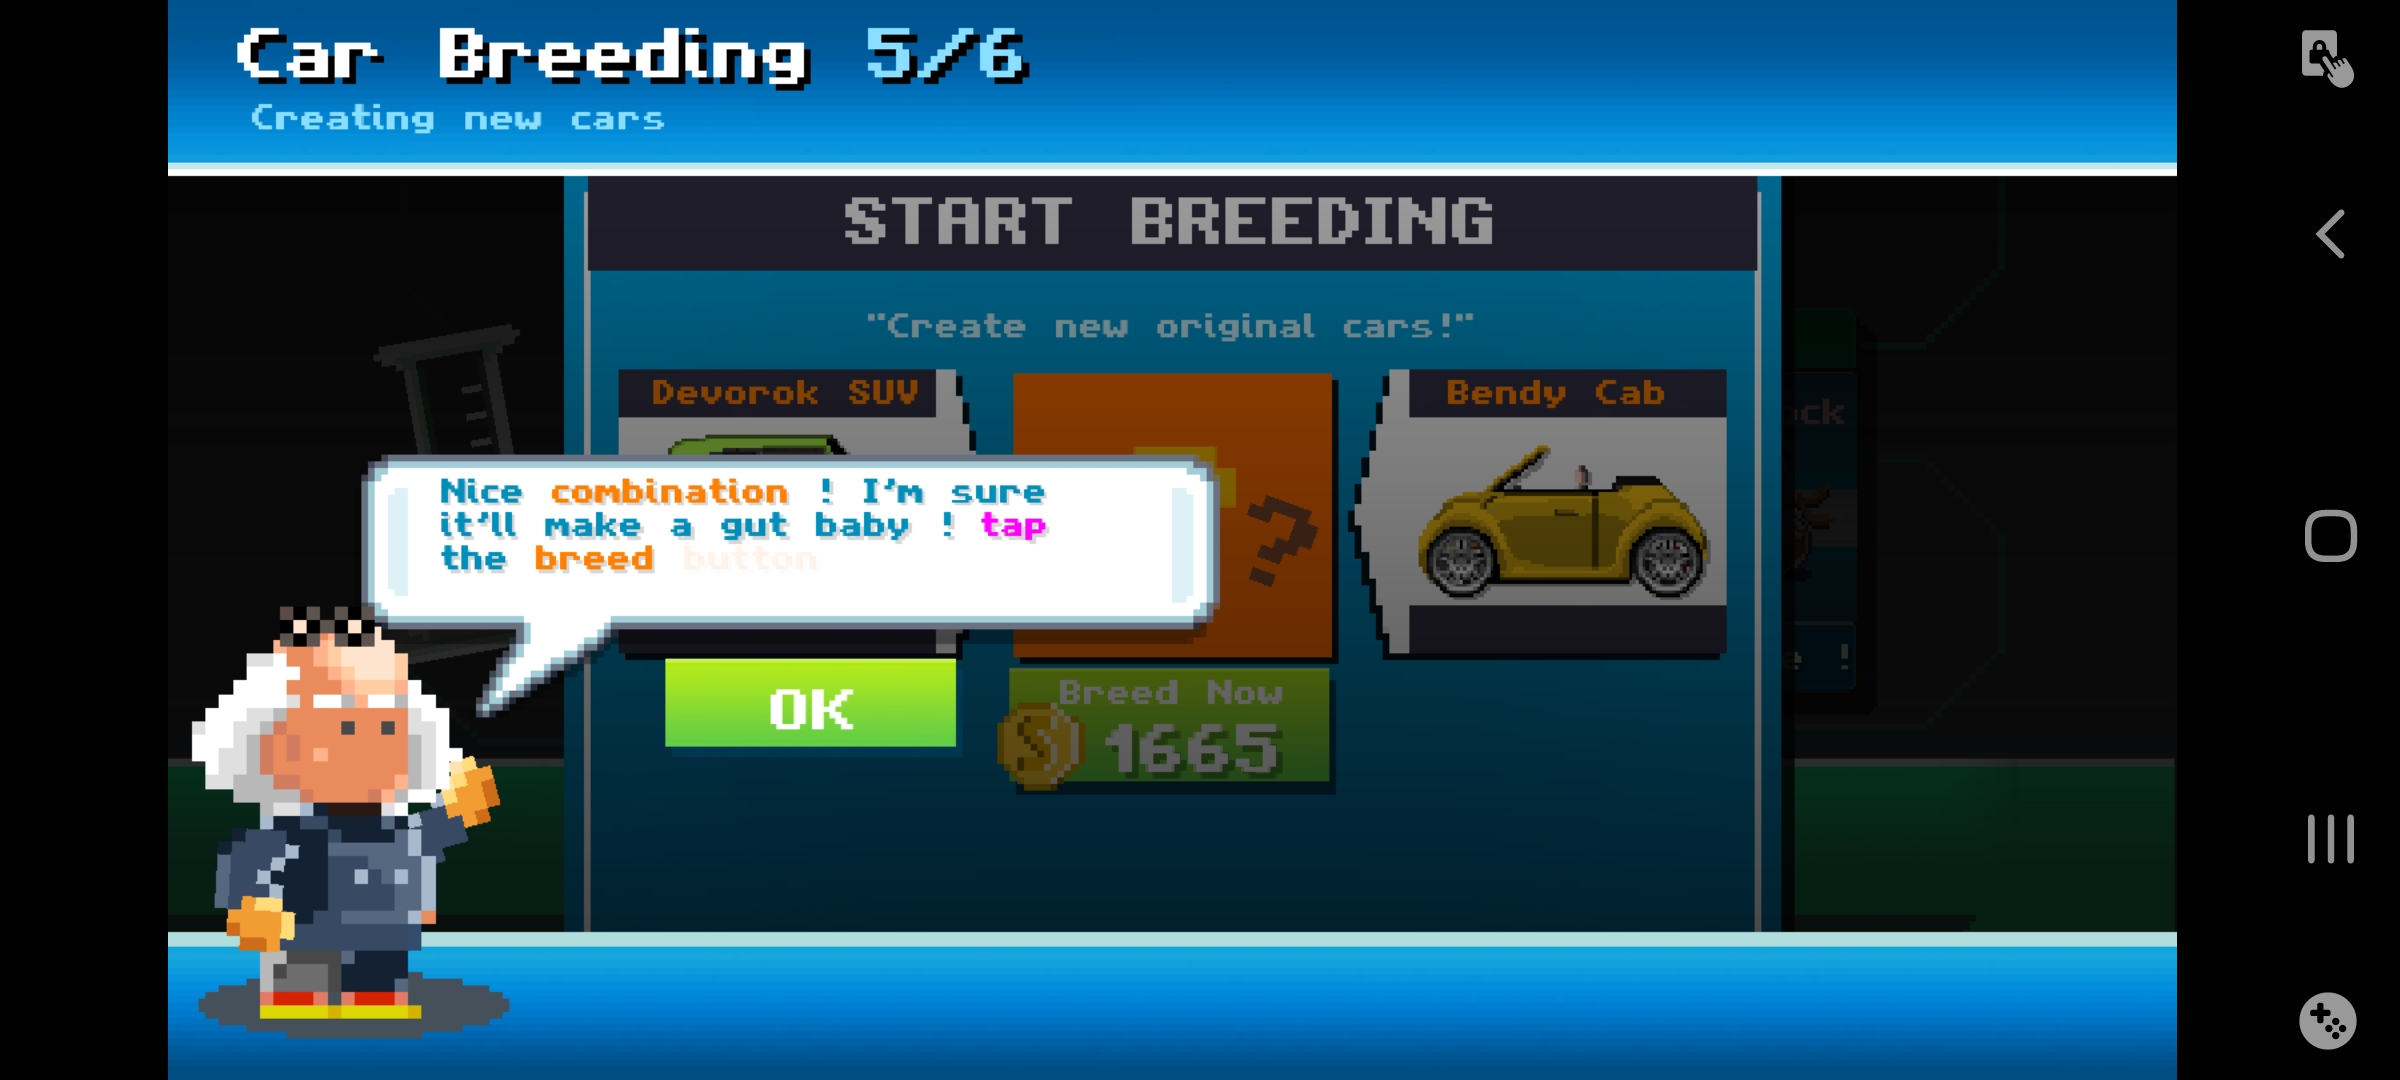 Car Breeding 5/6
Creating new cars
START BREEDING
"Create new original cars!"
Devorok SUV
?
Bendy Cab
ock
Nice combination ! I'm sure
it'll make a gut baby ! tap
the breed button
e !
OK
Breed Now
$ 1665